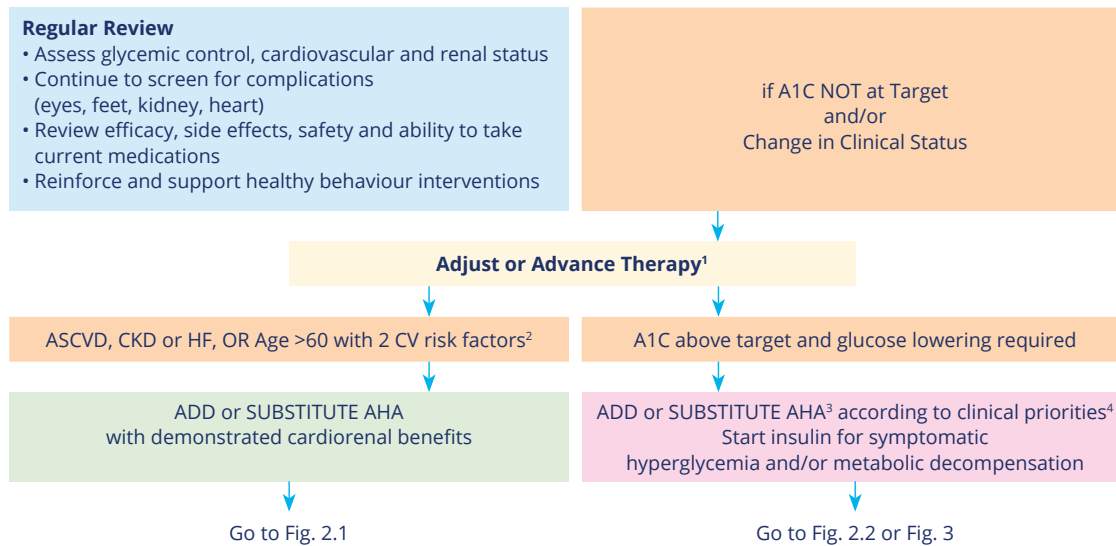 Regular Review
• Assess glycemic control, cardiovascular and renal status
• Continue to screen for complications
(eyes, feet, kidney, heart)
• Review efficacy, side effects, safety and ability to take
current medications
• Reinforce and support healthy behaviour interventions
if A1C NOT at Target
and/or
Change in Clinical Status
Adjust or Advance Therapy¹
ASCVD, CKD or HF, OR Age >60 with 2 CV risk factors²
A1C above target and glucose lowering required
ADD or SUBSTITUTE AHA
with demonstrated cardiorenal benefits
ADD or SUBSTITUTE AHA³ according to clinical priorities⁴
Start insulin for symptomatic
hyperglycemia and/or metabolic decompensation
Go to Fig. 2.1
Go to Fig. 2.2 or Fig. 3